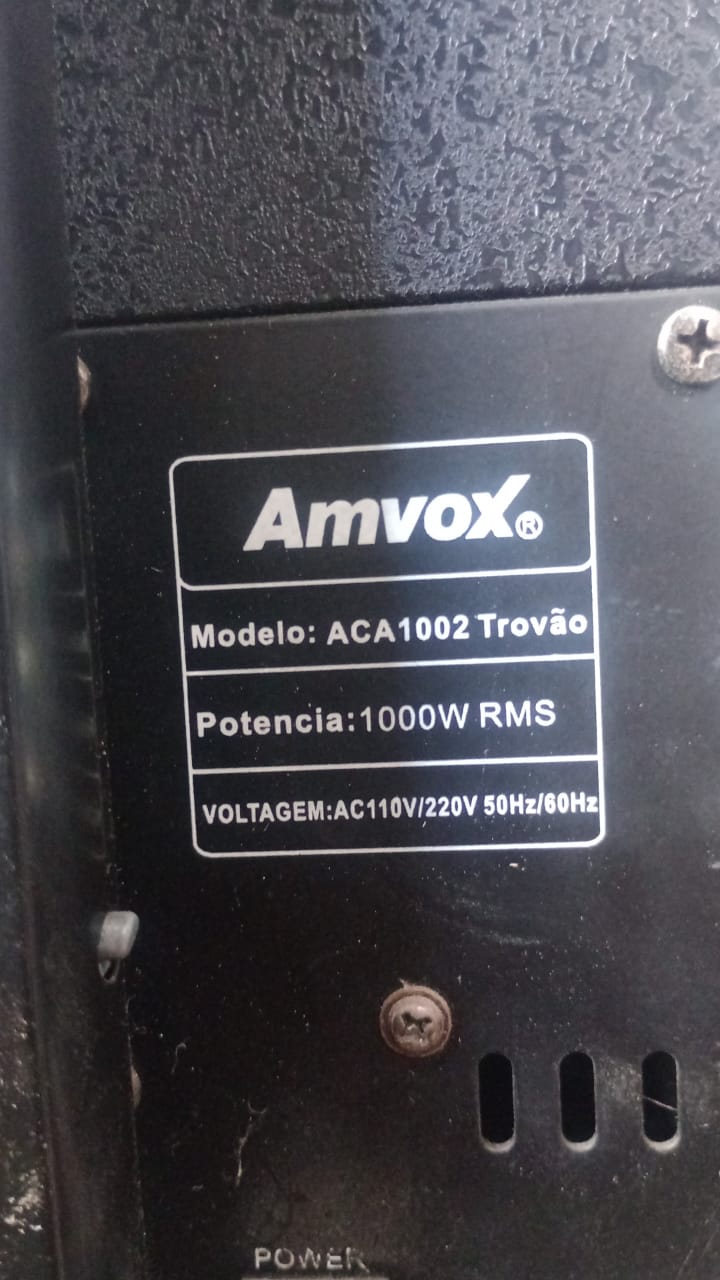 Amvox®
Modelo: ACA1002 Trovão
Potencia:1000W RMS
VOLTAGEM:AC110V/220V 50Hz/60Hz
POWER